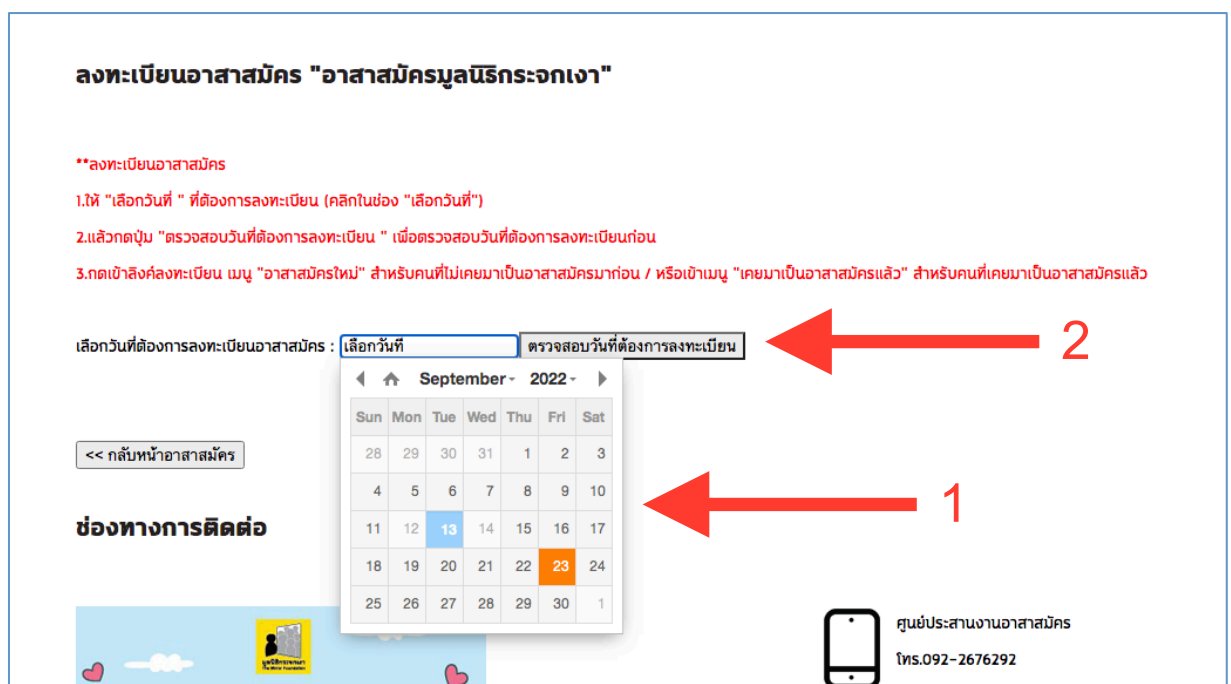 ลงทะเบียนอาสาสมัคร "อาสาสมัครมูลนิธิกระจกเงา"
**ลงทะเบียนอาสาสมัคร
1.ให้ "เลือกวันที่ " ที่ต้องการลงทะเบียน (คลิกในช่อง "เลือกวันที่")
2.แล้วกดปุ่ม "ตรวจสอบวันที่ต้องการลงทะเบียน " เพื่อตรวจสอบวันที่ต้องการลงทะเบียนก่อน
3.กดเข้าลิงค์ลงทะเบียน เมนู "อาสาสมัครใหม่" สำหรับคนที่ไม่เคยมาเป็นอาสาสมัครมาก่อน / หรือเข้าเมนู "เคยมาเป็นอาสาสมัครแล้ว" สำหรับคนที่เคยมาเป็นอาสาสมัครแล้ว
เลือกวันที่ต้องการลงทะเบียนอาสาสมัคร : เลือกวันที่ ตรวจสอบวันที่ต้องการลงทะเบียน 2
September 2022
Sun Mon Tue Wed Thu Fri Sat
28 29 30 31 1 2 3
4 5 6 7 8 9 10
11 12 13 14 15 16 17
18 19 20 21 22 23 24
25 26 27 28 29 30 1
1
<< กลับหน้าอาสาสมัคร
ช่องทางการติดต่อ
มูลนิธิกระจกเงา
The Mirror Foundation
ศูนย์ประสานงานอาสาสมัคร
โทร.092-2676292